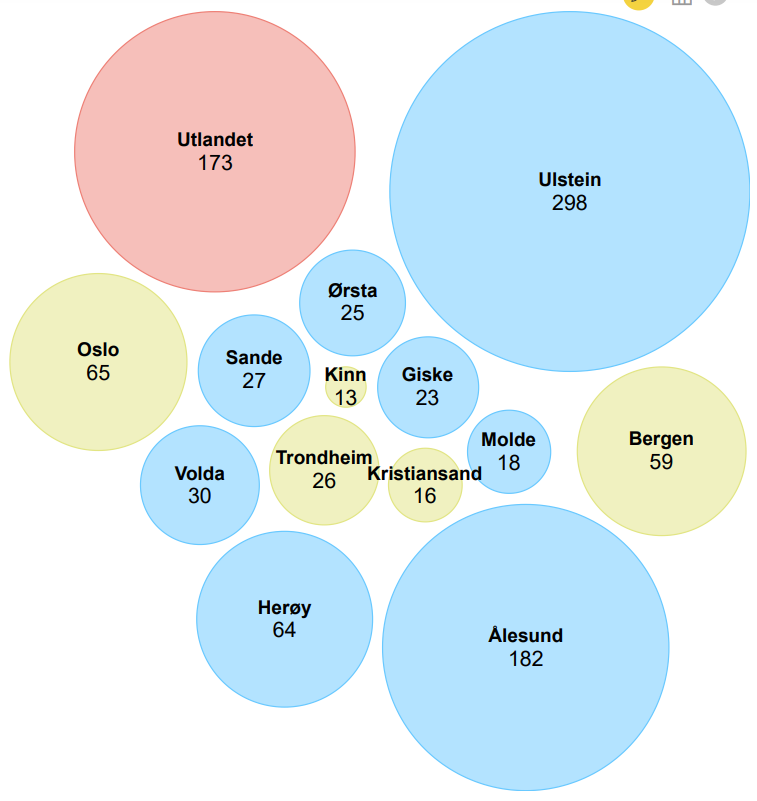 Utlandet
173
Ulstein
298
Ørsta
25
Oslo
65
Sande
27
Kinn
13
Giske
23
Molde
18
Bergen
59
Volda
30
Trondheim
26
Kristiansand
16
Herøy
64
Ålesund
182